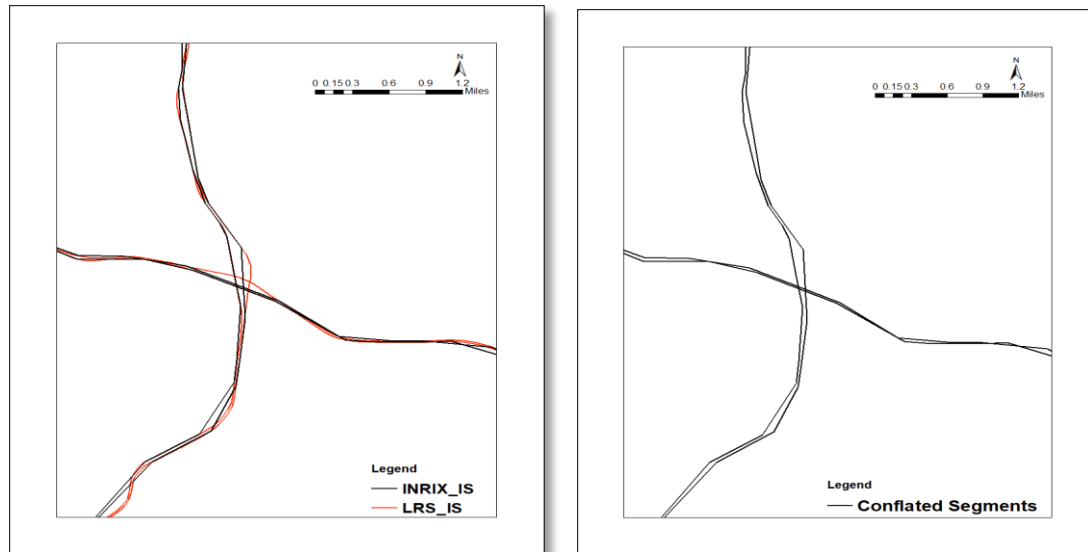 N
0 0.15 0.3 0.6 0.9 1.2
Miles
Legend
INRIX_IS
LRS_IS
N
0 0.15 0.3 0.6 0.9 1.2
Miles
Legend
Conflated Segments